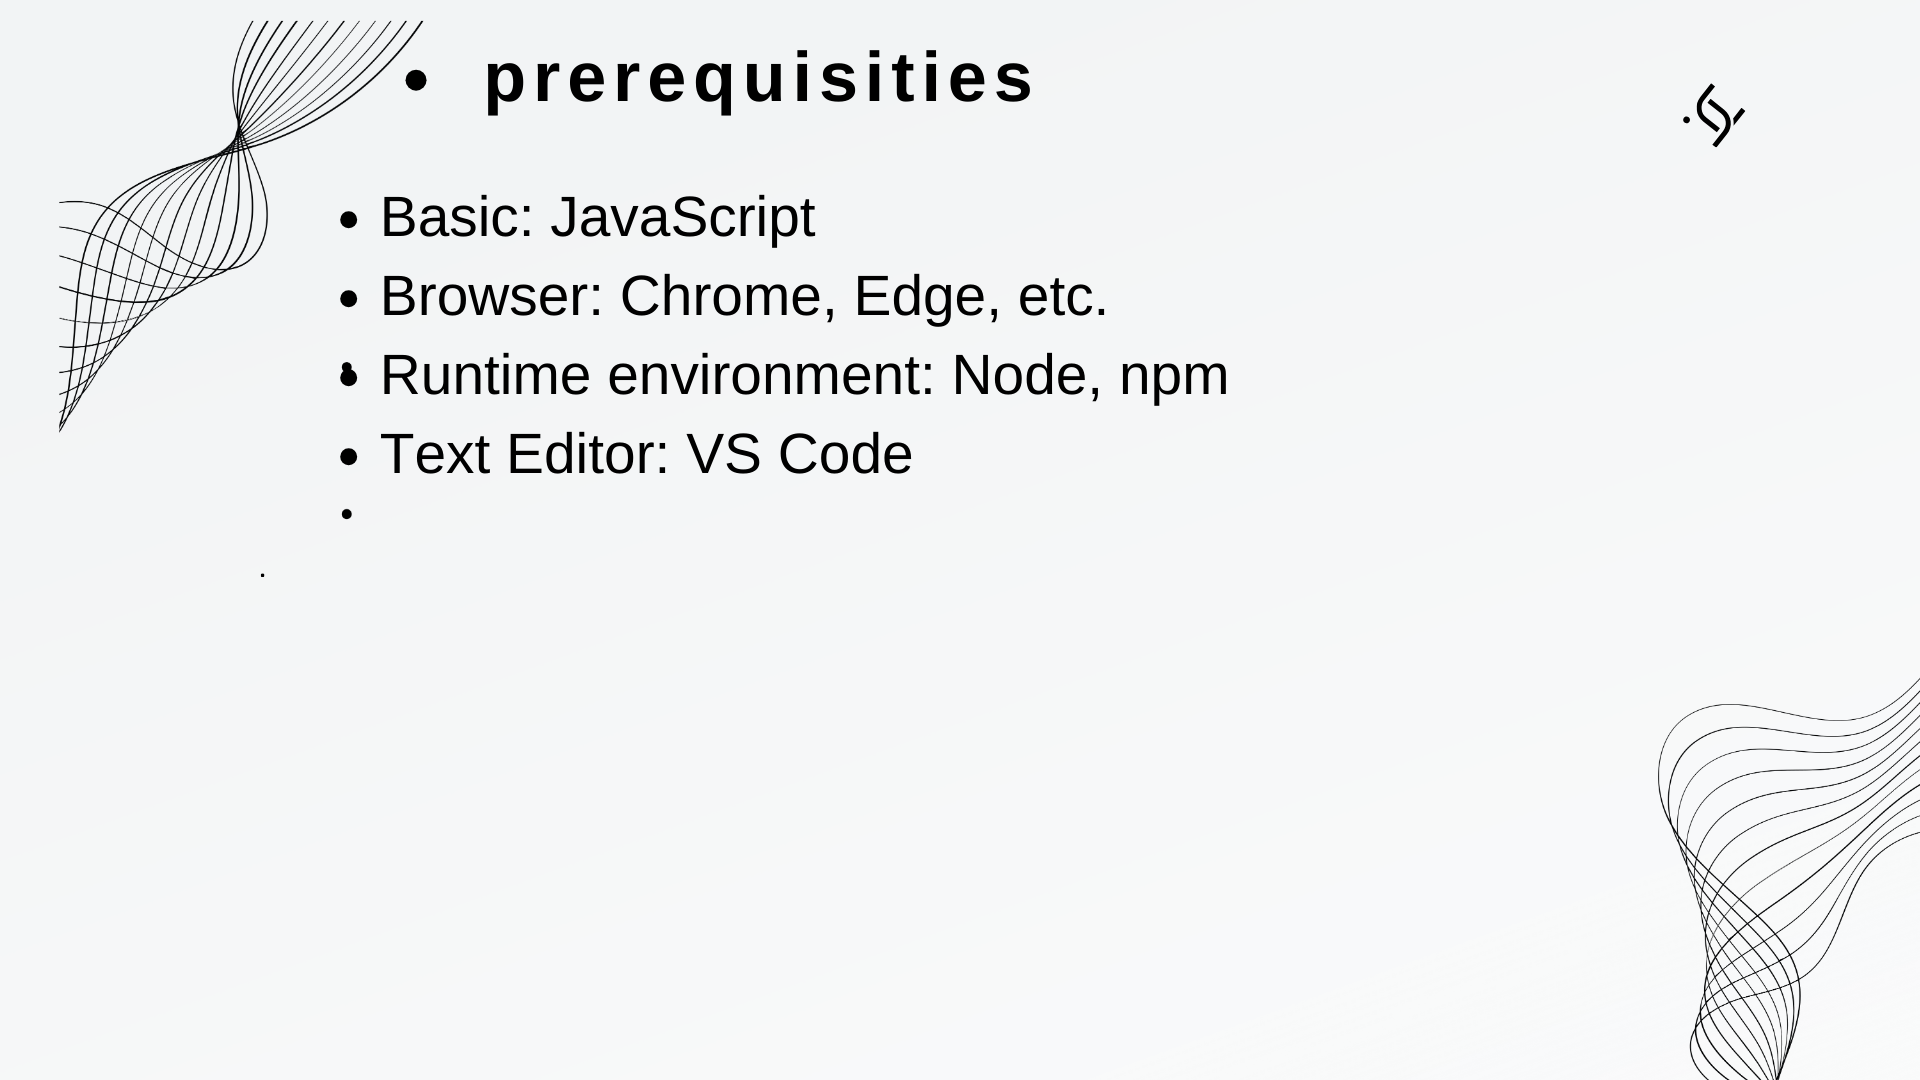 • prerequisities
• Basic: JavaScript
• Browser: Chrome, Edge, etc.
• Runtime environment: Node, npm
• Text Editor: VS Code
•
.